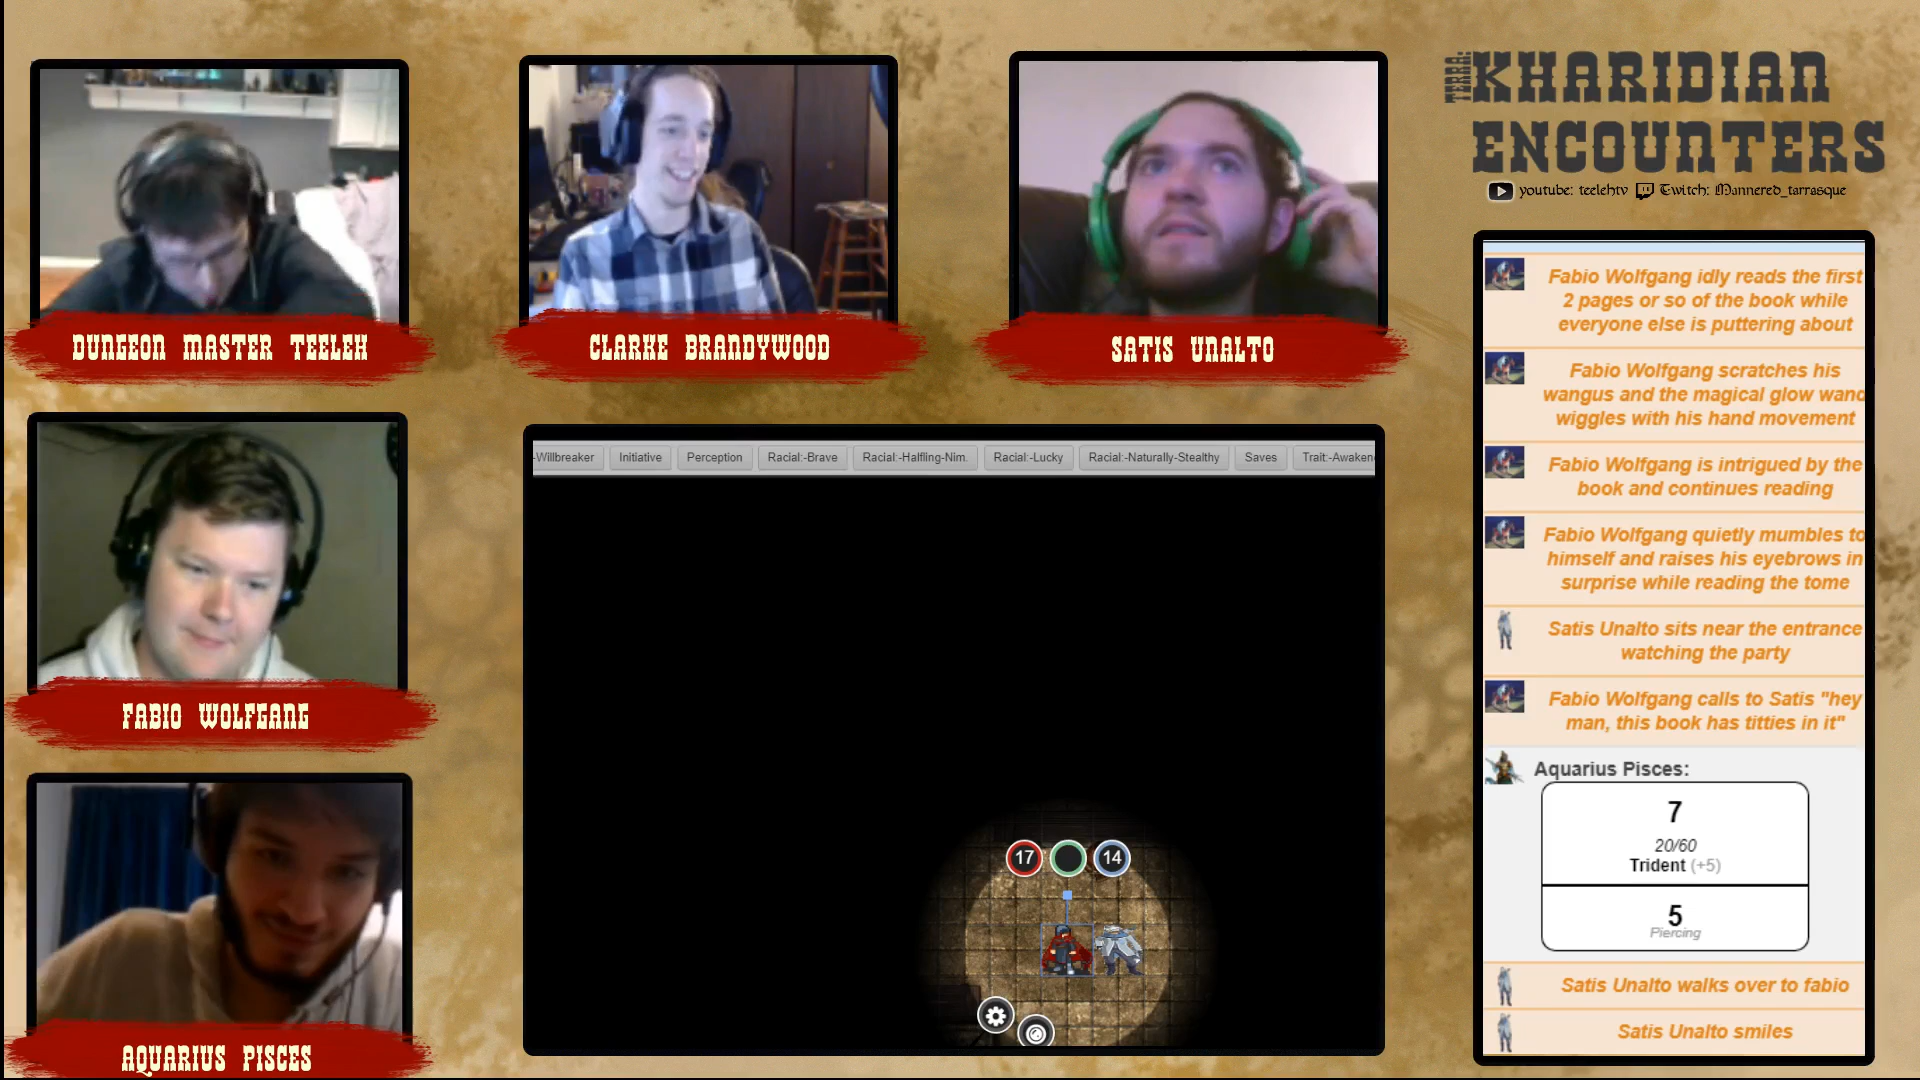 TERRA:
KHARIDIAN
ENCOUNTERS
youtube: teelehtv Twitch: Mannered_tarrasque
DUNGEON MASTER TEELEH
CLARKE BRANDYWOOD
SATIS UNALTO
FABIO WOLFGANG
AQUARIUS PISCES
-Willbreaker Initiative Perception Racial:-Brave Racial:-Halfling-Nim. Racial:-Lucky Racial:-Naturally-Stealthy Saves Trait:-Awaken
17 14
Fabio Wolfgang idly reads the first
2 pages or so of the book while
everyone else is puttering about
Fabio Wolfgang scratches his
wangus and the magical glow wand
wiggles with his hand movement
Fabio Wolfgang is intrigued by the
book and continues reading
Fabio Wolfgang quietly mumbles to
himself and raises his eyebrows in
surprise while reading the tome
Satis Unalto sits near the entrance
watching the party
Fabio Wolfgang calls to Satis "hey
man, this book has titties in it"
Aquarius Pisces:
7
20/60
Trident (+5)
5
Piercing
Satis Unalto walks over to fabio
Satis Unalto smiles